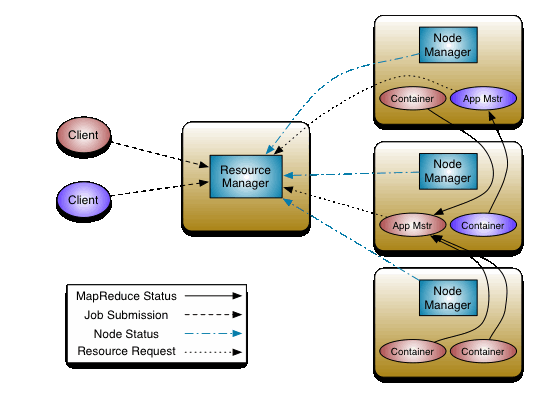 Node
Manager
Container
App Mstr
Client
Resource
Manager
Node
Manager
Client
App Mstr
Container
Node
Manager
MapReduce Status
Job Submission
Node Status
Resource Request
Container
Container